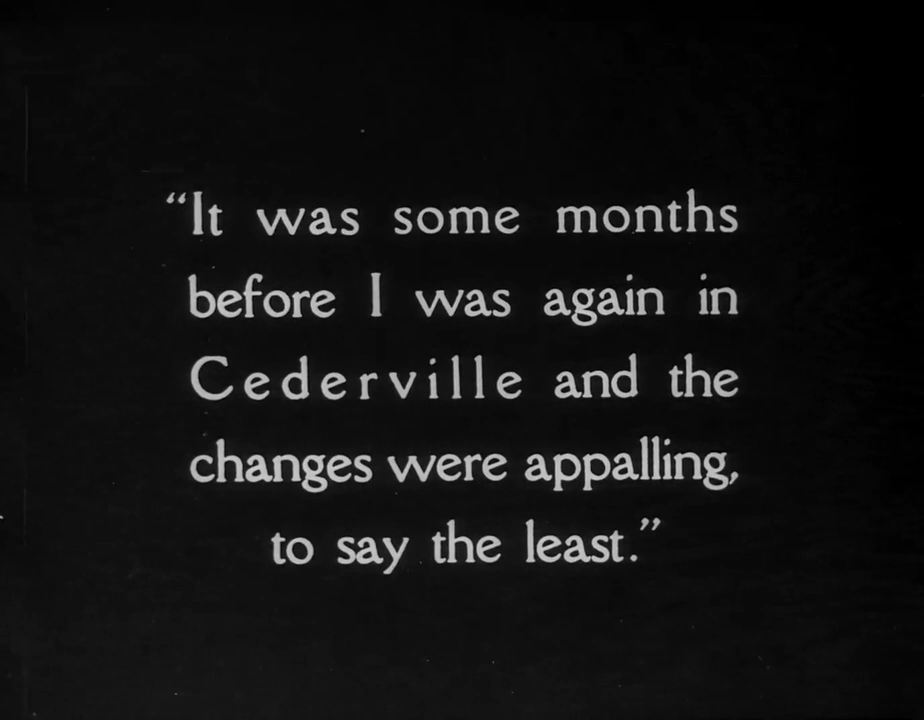 “It was some months
before I was again in
Cederville and the
changes were appalling,
to say the least.”